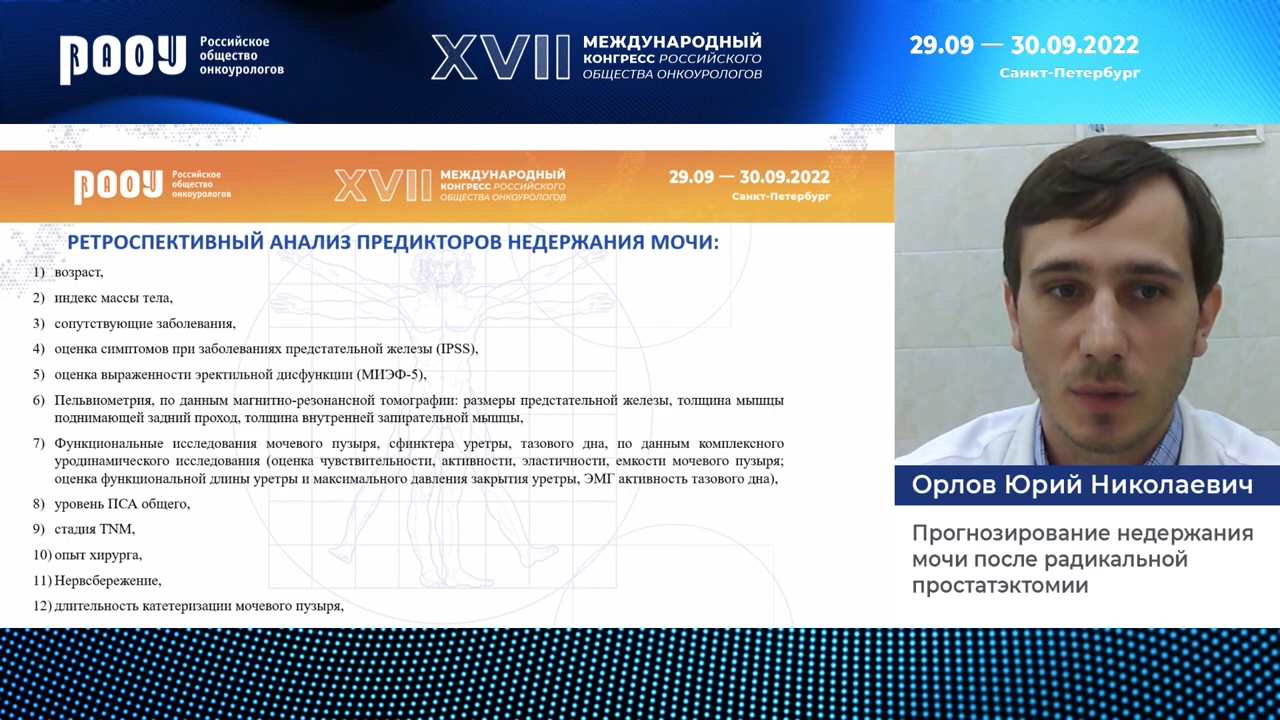 РООУ
Российское
общество
онкоурологов
XVII
МЕЖДУНАРОДНЫЙ
КОНГРЕСС РОССИЙСКОГО
ОБЩЕСТВА ОНКОУРОЛОГОВ
29.09 — 30.09.2022
Санкт-Петербург
РООУ
Российское
общество
онкоурологов
XVII
МЕЖДУНАРОДНЫЙ
КОНГРЕСС РОССИЙСКОГО
ОБЩЕСТВА ОНКОУРОЛОГОВ
29.09 — 30.09.2022
Санкт-Петербург
РЕТРОСПЕКТИВНЫЙ АНАЛИЗ ПРЕДИКТОРОВ НЕДЕРЖАНИЯ МОЧИ:
1) возраст,
2) индекс массы тела,
3) сопутствующие заболевания,
4) оценка симптомов при заболеваниях предстательной железы (IPSS),
5) оценка выраженности эректильной дисфункции (МИЭФ-5),
6) Пельвиометрия, по данным магнитно-резонансной томографии: размеры предстательной железы, толщина мышцы
поднимающей задний проход, толщина внутренней запирательной мышцы,
7) Функциональные исследования мочевого пузыря, сфинктера уретры, тазового дна, по данным комплексного
уродинамического исследования (оценка чувствительности, активности, эластичности, емкости мочевого пузыря;
оценка функциональной длины уретры и максимального давления закрытия уретры, ЭМГ активность тазового дна),
8) уровень ПСА общего,
9) стадия TNM,
10) опыт хирурга,
11) Нервсбережение,
12) длительность катетеризации мочевого пузыря,
Орлов Юрий Николаевич
Прогнозирование недержания
мочи после радикальной
простатэктомии